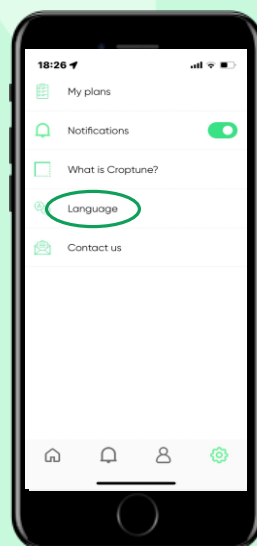 18:26
My plans
Notifications
What is Croptune?
Language
Contact us